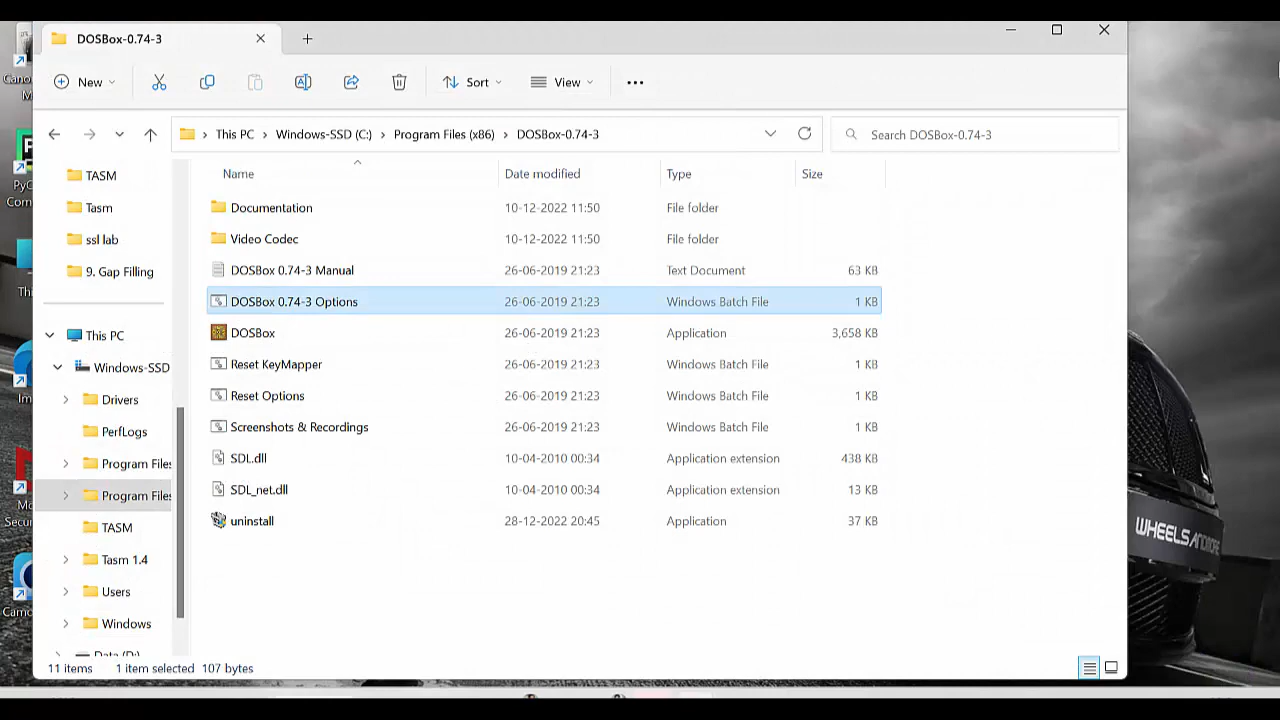 DOSBox-0.74-3
New
Sort
View
This PC > Windows-SSD (C:) > Program Files (x86) > DOSBox-0.74-3
Search DOSBox-0.74-3
TASM
Tasm
ssl lab
9. Gap Filling
This PC
Windows-SSD
Drivers
PerfLogs
Program Files
Program Files
TASM
Tasm 1.4
Users
Windows
Data (D:)
Name Date modified Type Size
Documentation 10-12-2022 11:50 File folder
Video Codec 10-12-2022 11:50 File folder
DOSBox 0.74-3 Manual 26-06-2019 21:23 Text Document 63 KB
DOSBox 0.74-3 Options 26-06-2019 21:23 Windows Batch File 1 KB
DOSBox 26-06-2019 21:23 Application 3,658 KB
Reset KeyMapper 26-06-2019 21:23 Windows Batch File 1 KB
Reset Options 26-06-2019 21:23 Windows Batch File 1 KB
Screenshots & Recordings 26-06-2019 21:23 Windows Batch File 1 KB
SDL.dll 10-04-2010 00:34 Application extension 438 KB
SDL_net.dll 10-04-2010 00:34 Application extension 13 KB
uninstall 28-12-2022 20:45 Application 37 KB
11 items 1 item selected 107 bytes
WHEELSANDMORE